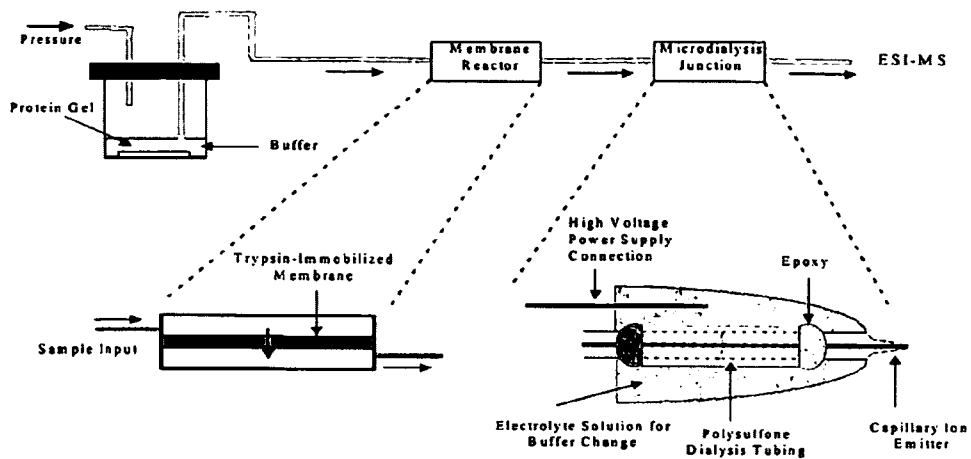 Pressure
Membrane
Reactor
Microdialysis
Junction
ESI-MS
Protein Gel
Buffer
High Voltage
Power Supply
Connection
Trypsin-Immobilized
Membrane
Epoxy
Sample Input
Electrolyte Solution for
Buffer Change
Polysulfone
Dialysis Tubing
Capillary Ion
Emitter